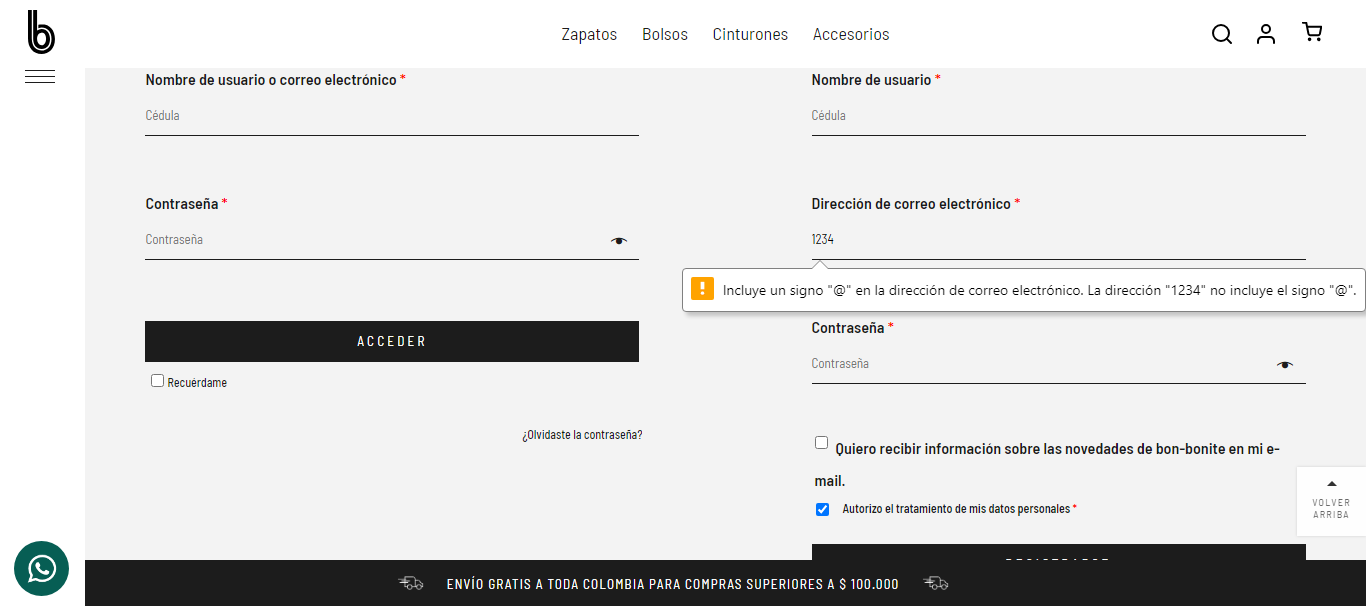 b
Zapatos Bolsos Cinturones Accesorios
Nombre de usuario o correo electrónico *
Cédula
Contraseña *
Contraseña
ACCEDER
Recuérdame
¿Olvidaste la contraseña?
Nombre de usuario *
Cédula
Dirección de correo electrónico *
1234
Incluye un signo "@" en la dirección de correo electrónico. La dirección "1234" no incluye el signo "@".
Contraseña *
Contraseña
Quiero recibir información sobre las novedades de bon-bonite en mi e-
mail.
Autorizo el tratamiento de mis datos personales *
VOLVER
ARRIBA
ENVÍO GRATIS A TODA COLOMBIA PARA COMPRAS SUPERIORES A $ 100.000